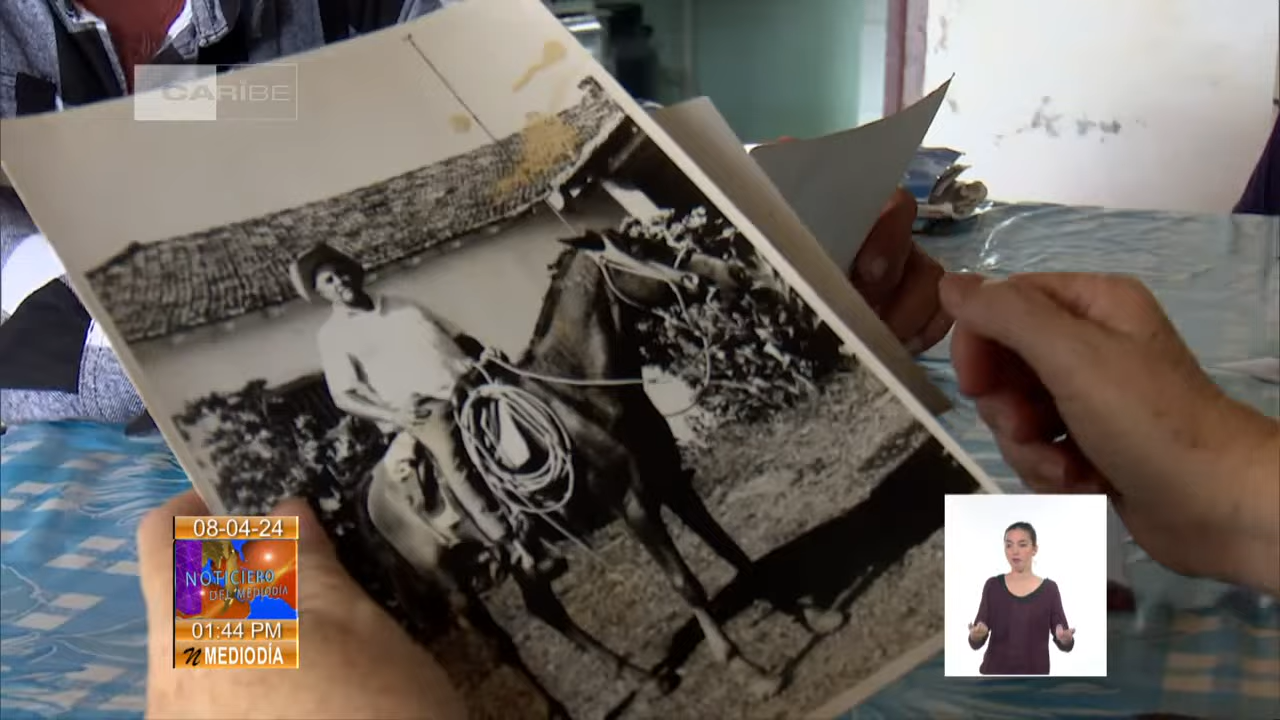 CARIBE
08-04-24
NOTICIERO
DEL MEDIODÍA
01:44 PM
n MEDIODÍA